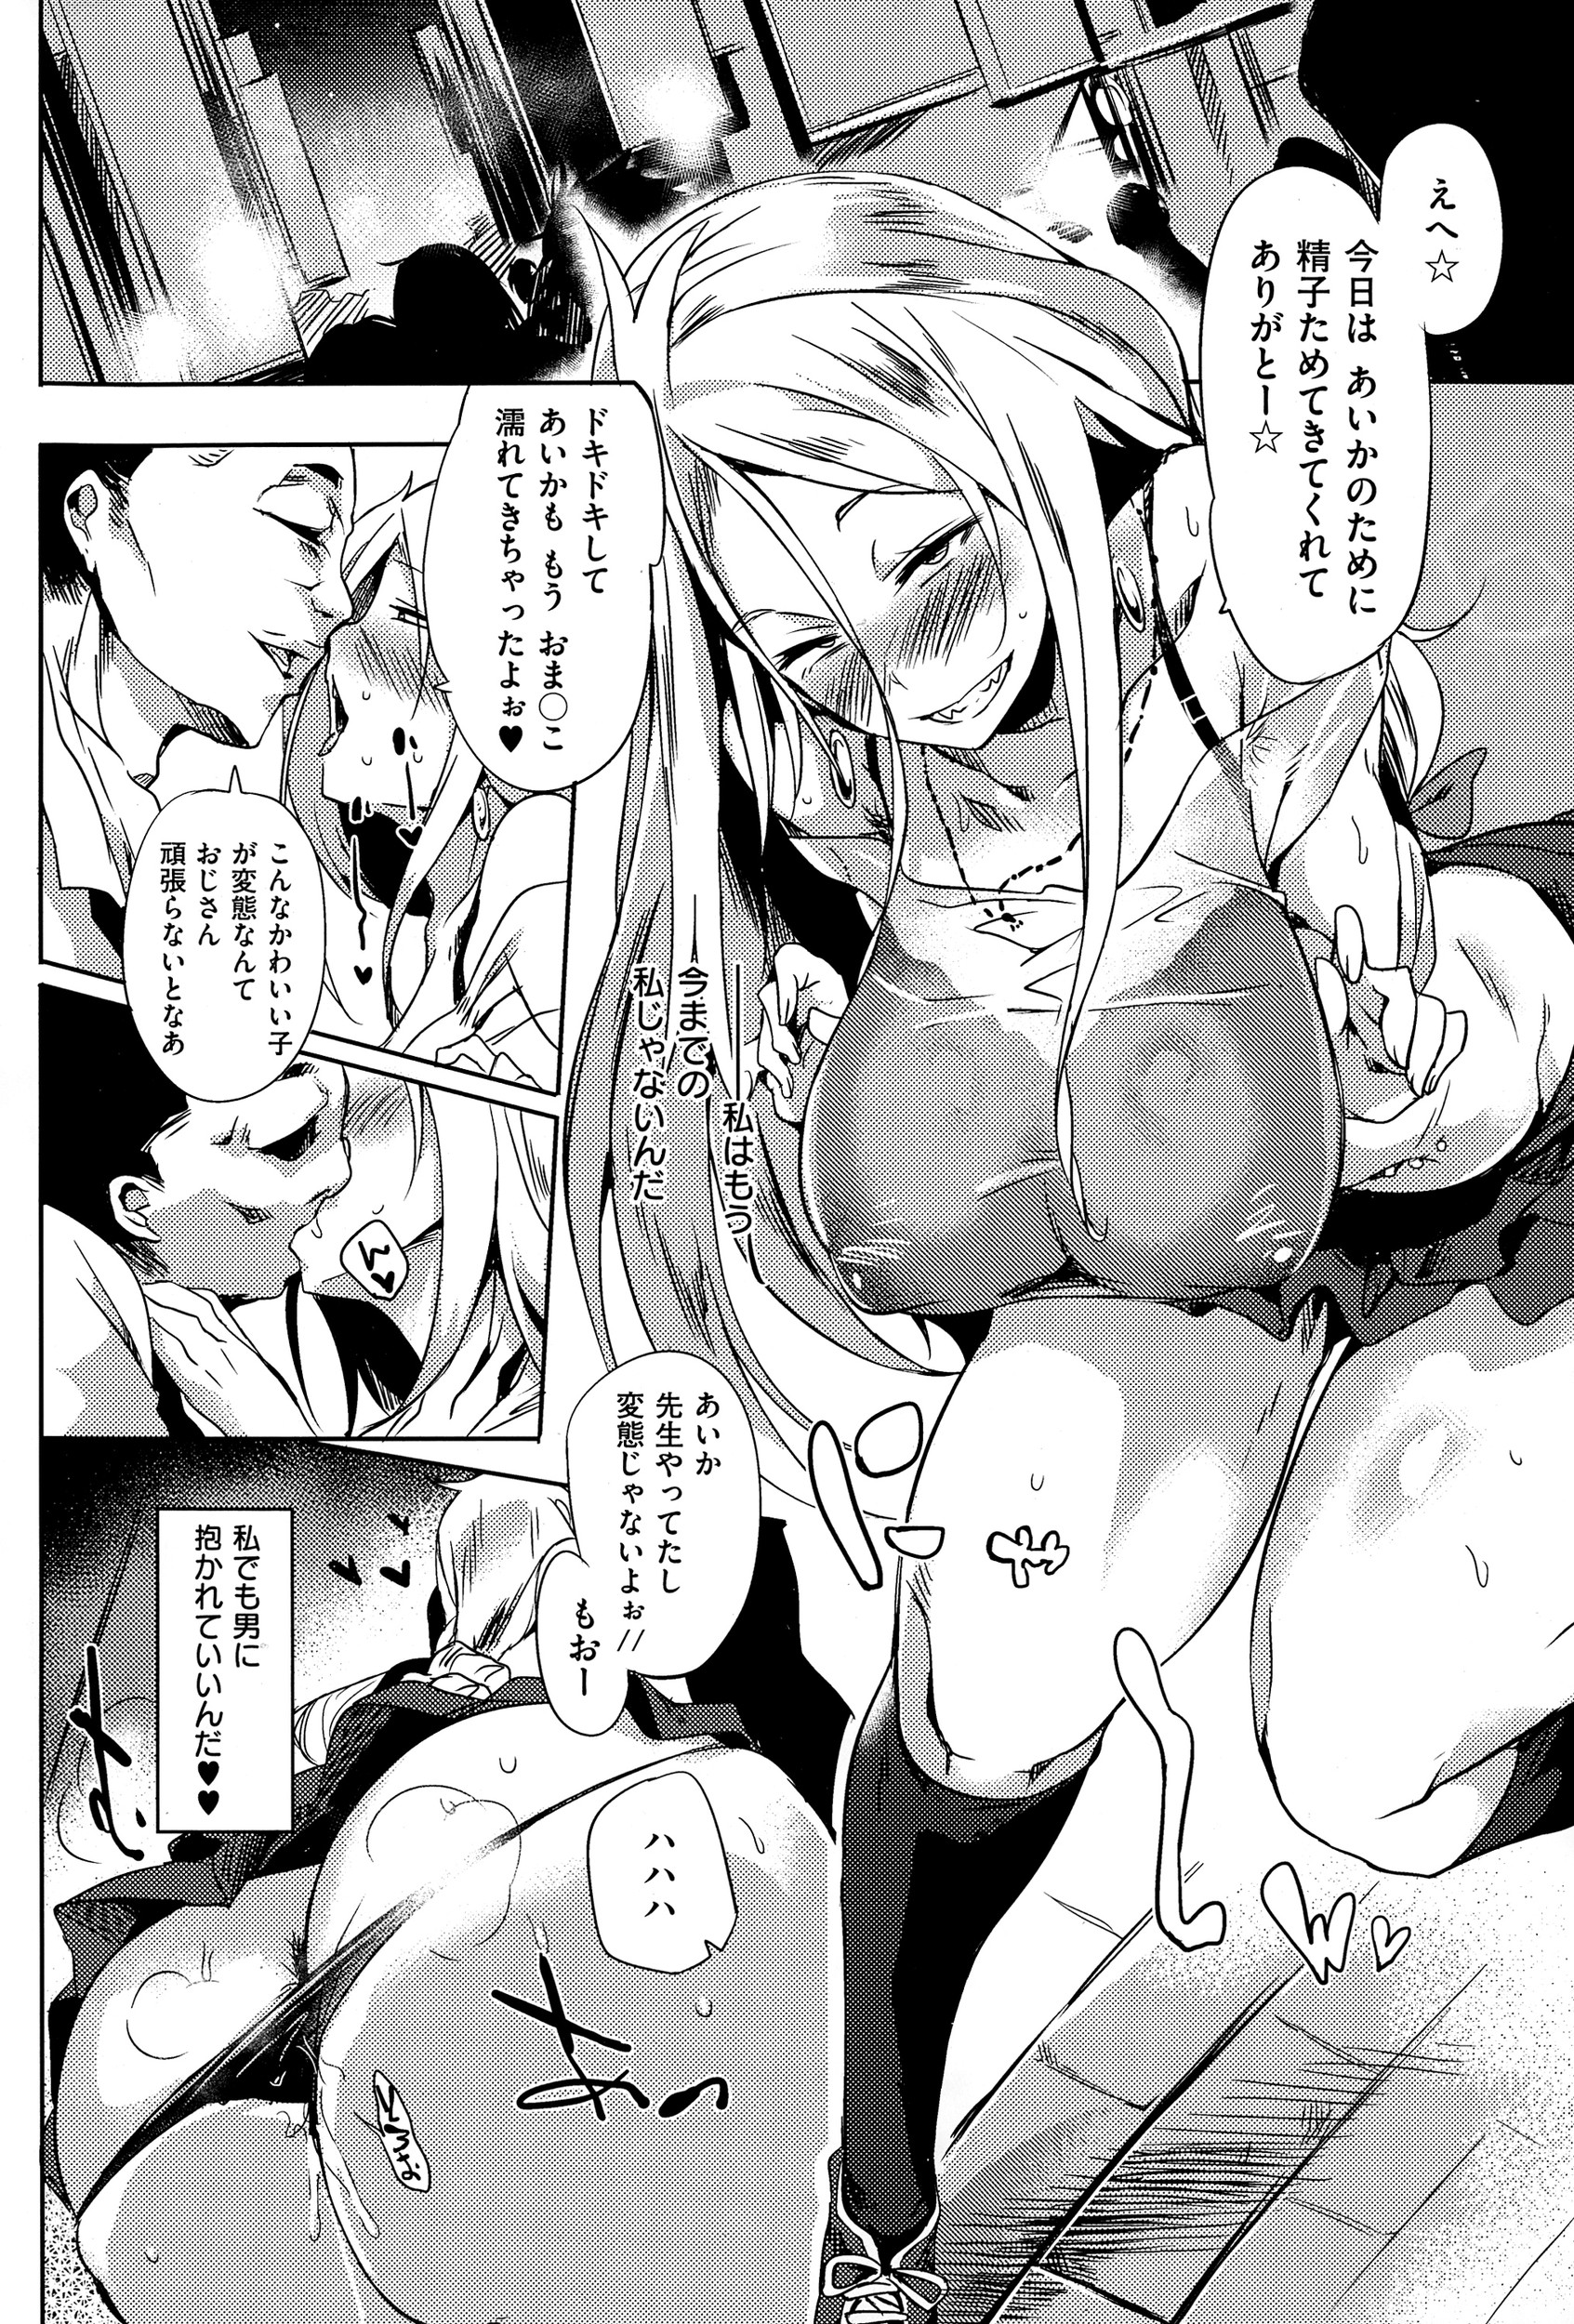 えへ☆
今日は あいかのために
精子ためてきてくれて
ありがとー☆
ドキドキして
あいかも もう おま〇こ
濡れてきちゃったよぉ♥
――私はもう
――今までの
私じゃないんだ
こんなかわいい子
が変態なんて
おじさん
頑張らないとなあ
ん♥
あいか
先生やってたし
変態じゃないよぉ//
もおー
私でも男に
抱かれていいんだ♥♥
ハハハ